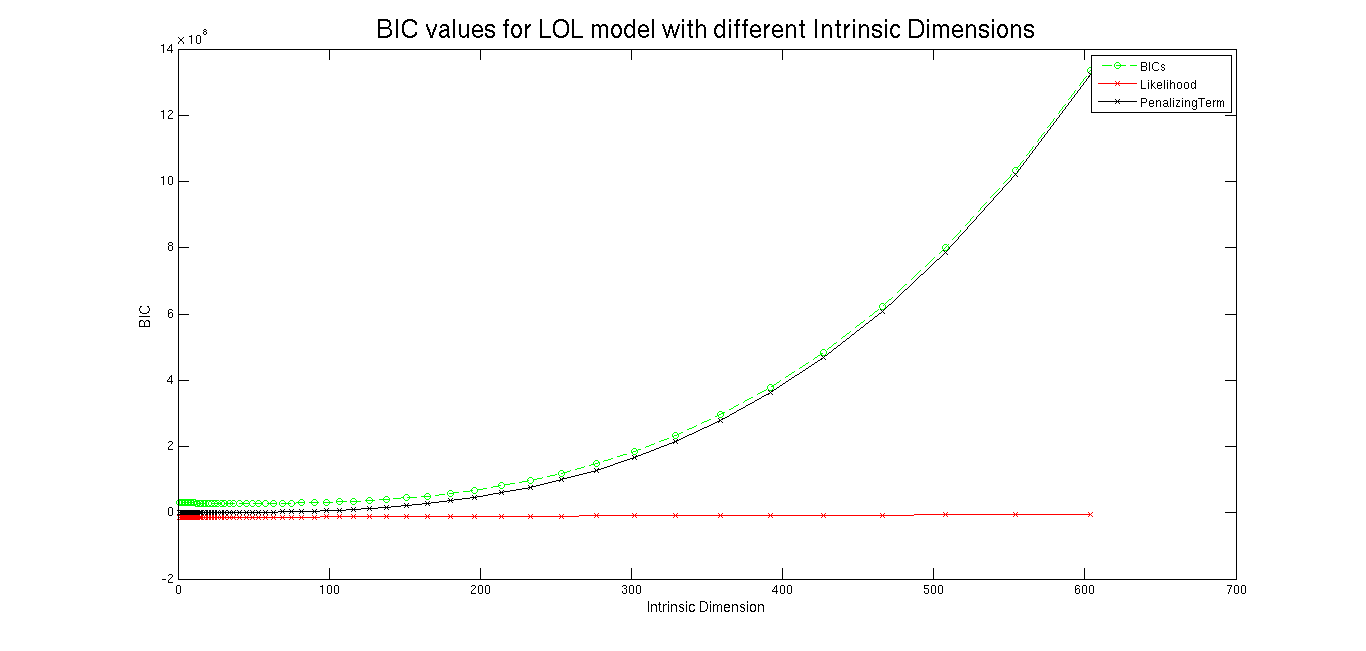 BIC values for LOL model with different Intrinsic Dimensions
× 10^8
14
12
10
8
6
4
2
0
-2
BIC
0 100 200 300 400 500 600 700
Intrinsic Dimension
BICs
Likelihood
PenalizingTerm